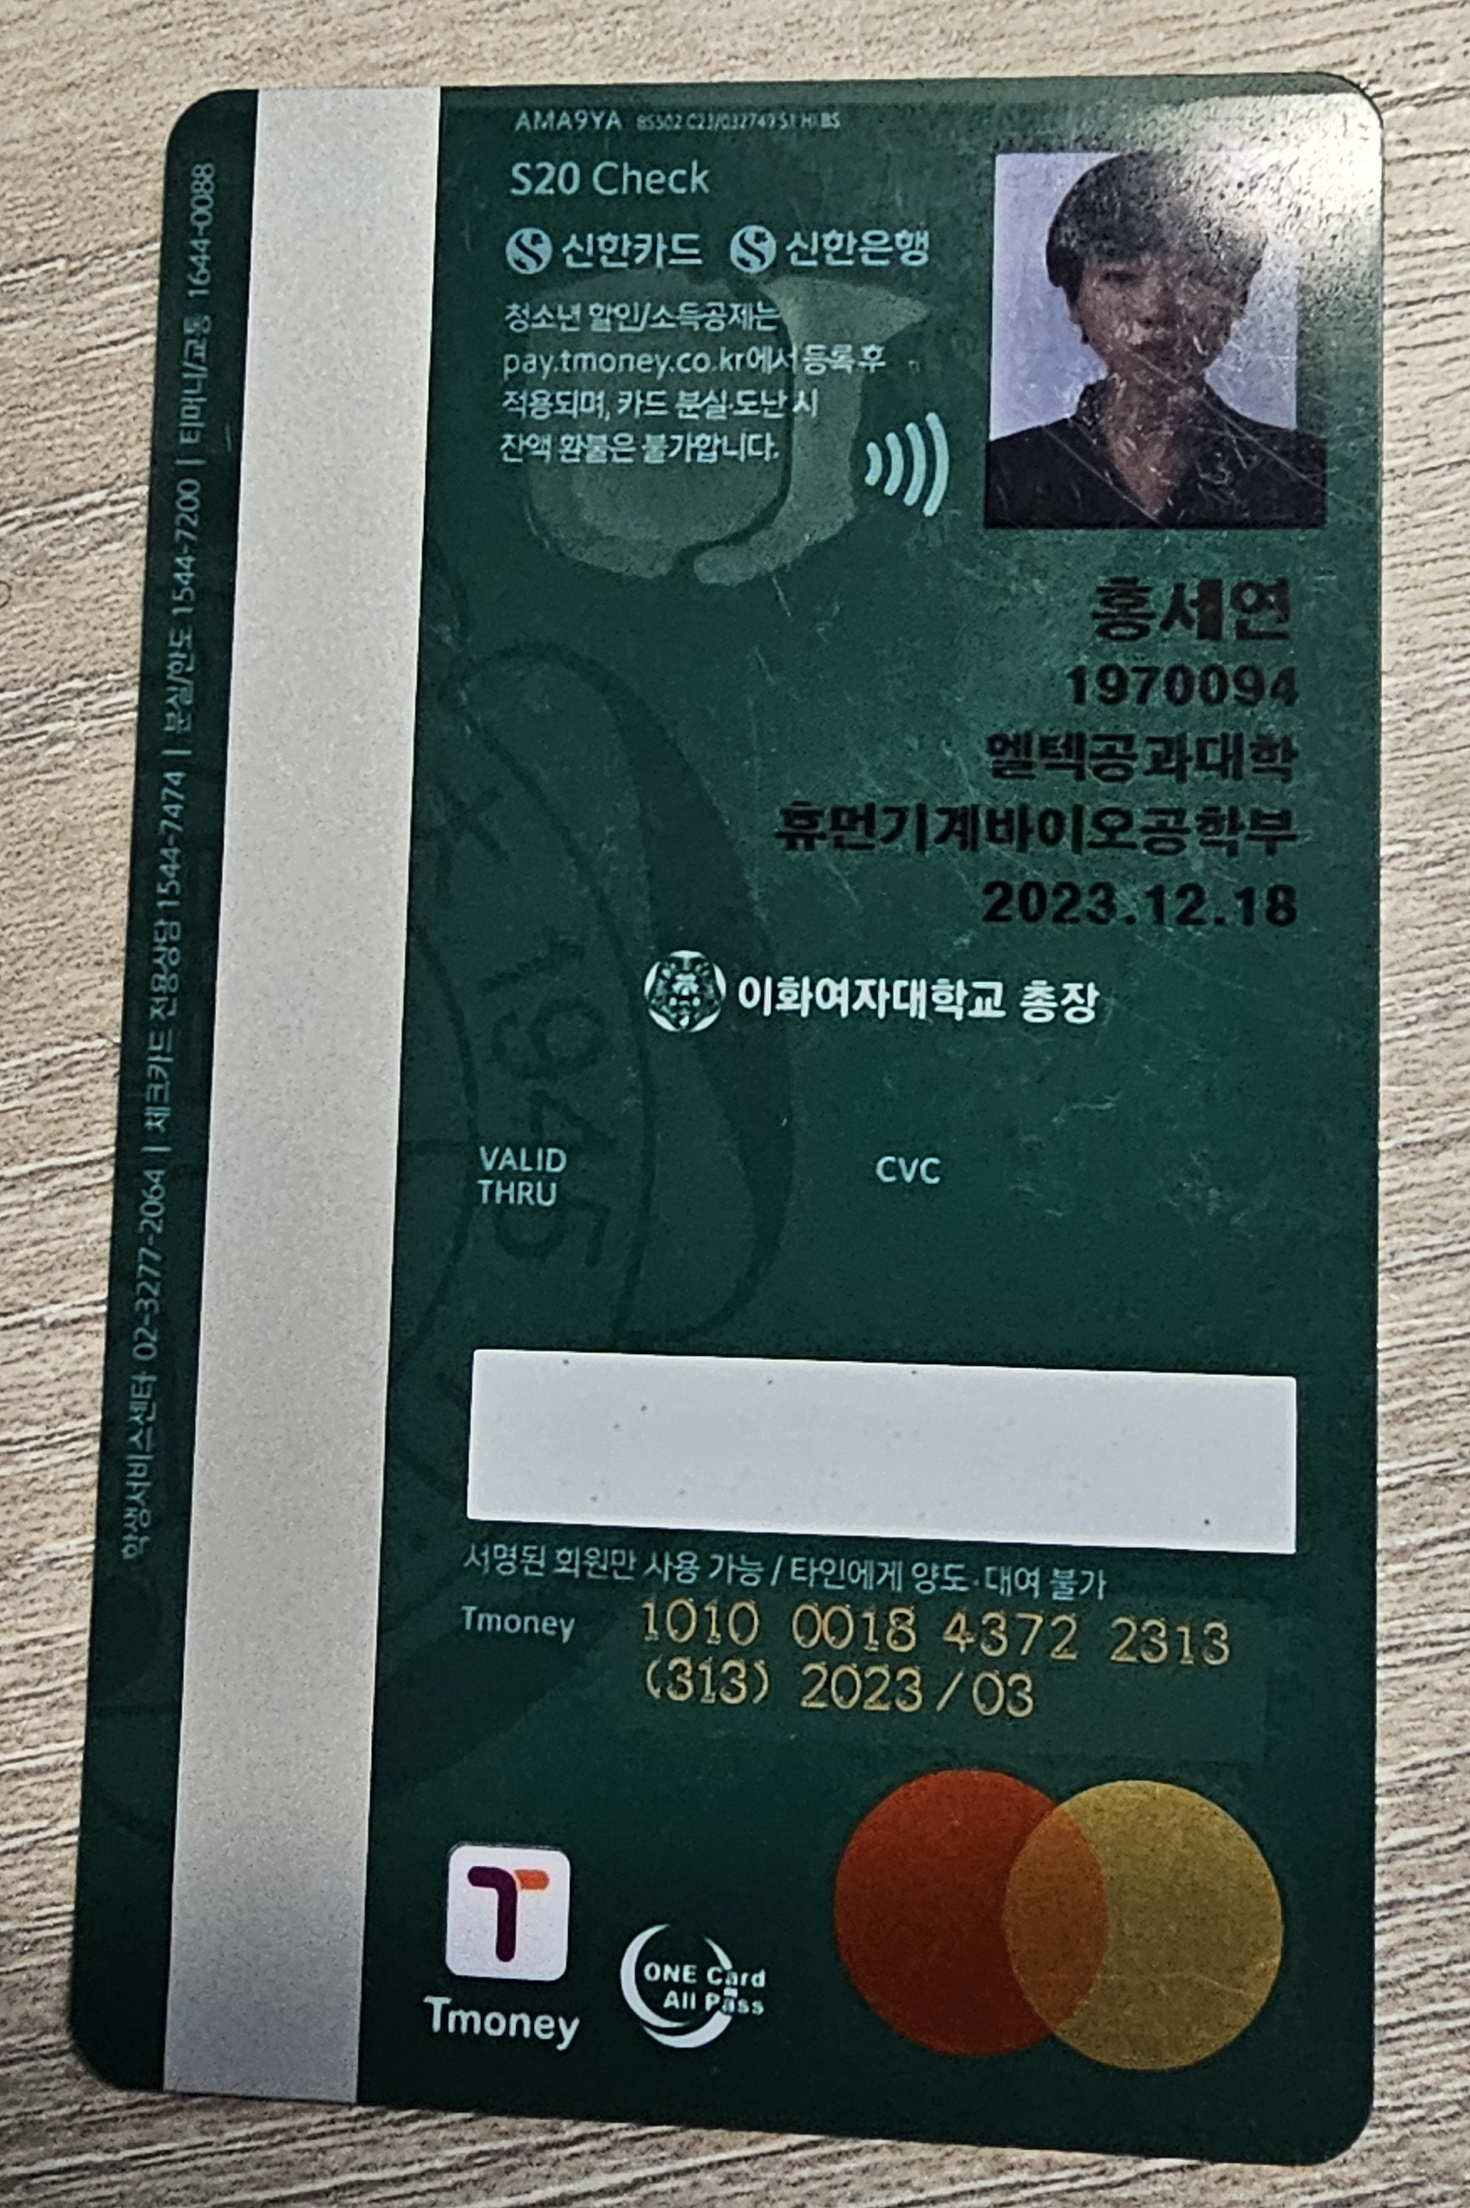 AMA9YA
S20 Check
신한카드 신한은행
청소년 할인/소득공제는
pay.tmoney.co.kr에서 등록 후
적용되며, 카드 분실·도난 시
잔액 환불은 불가합니다.
홍세연
1970094
엘텍공과대학
휴먼기계바이오공학부
2023.12.18
이화여자대학교 총장
VALID
THRU
CVC
서명된 회원만 사용 가능 / 타인에게 양도·대여 불가
Tmoney 1010 0018 4372 2313
(313) 2023/03
Tmoney
ONE Card
All Pass
학생서비스센터 02-3277-2064 | 체크카드 전용상담 1544-7474 | 분실/한도 1544-7200 | 티머니/교통 1644-0088
1945